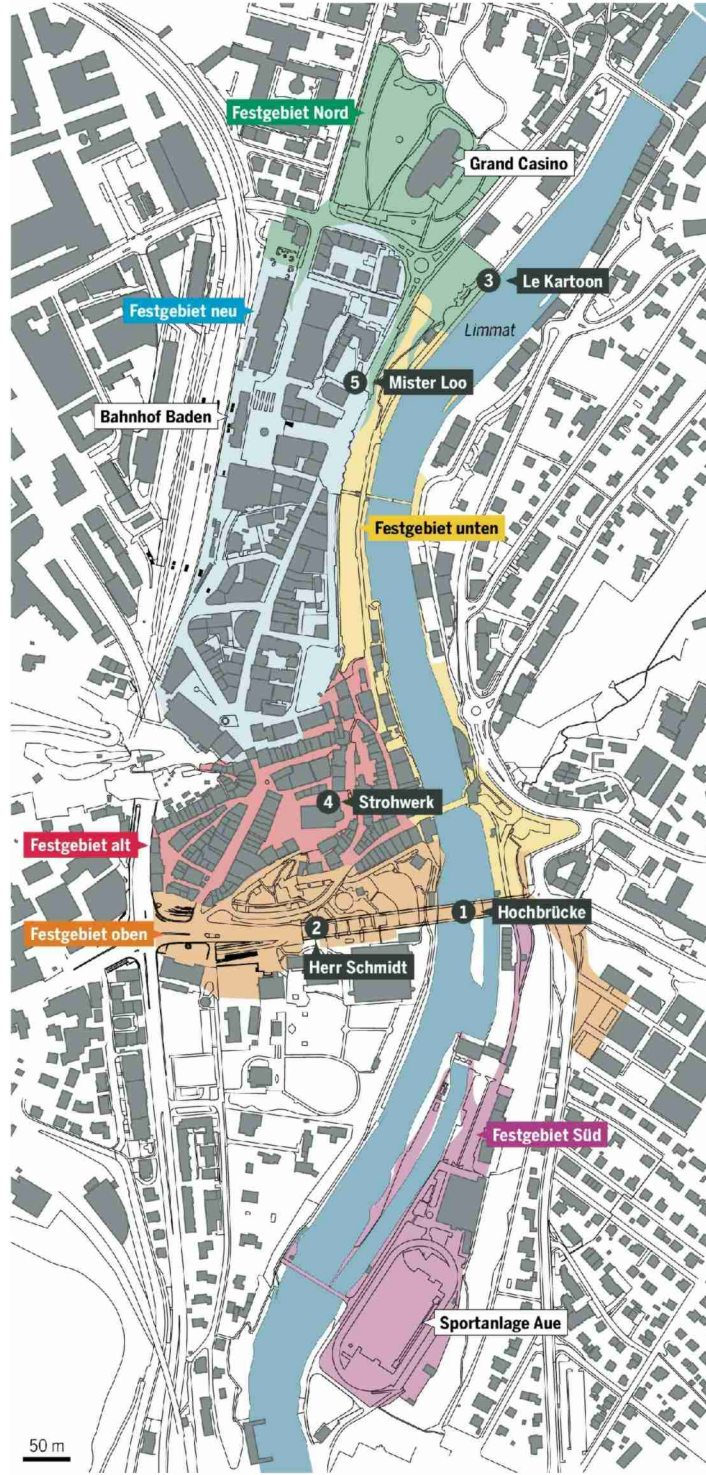 Festgebiet Nord
Grand Casino
3 Le Kartoon
Festgebiet neu
Limmat
5 Mister Loo
Bahnhof Baden
Festgebiet unten
4 Strohwerk
Festgebiet alt
1 Hochbrücke
2
Festgebiet oben
Herr Schmidt
Festgebiet Süd
Sportanlage Aue
50 m